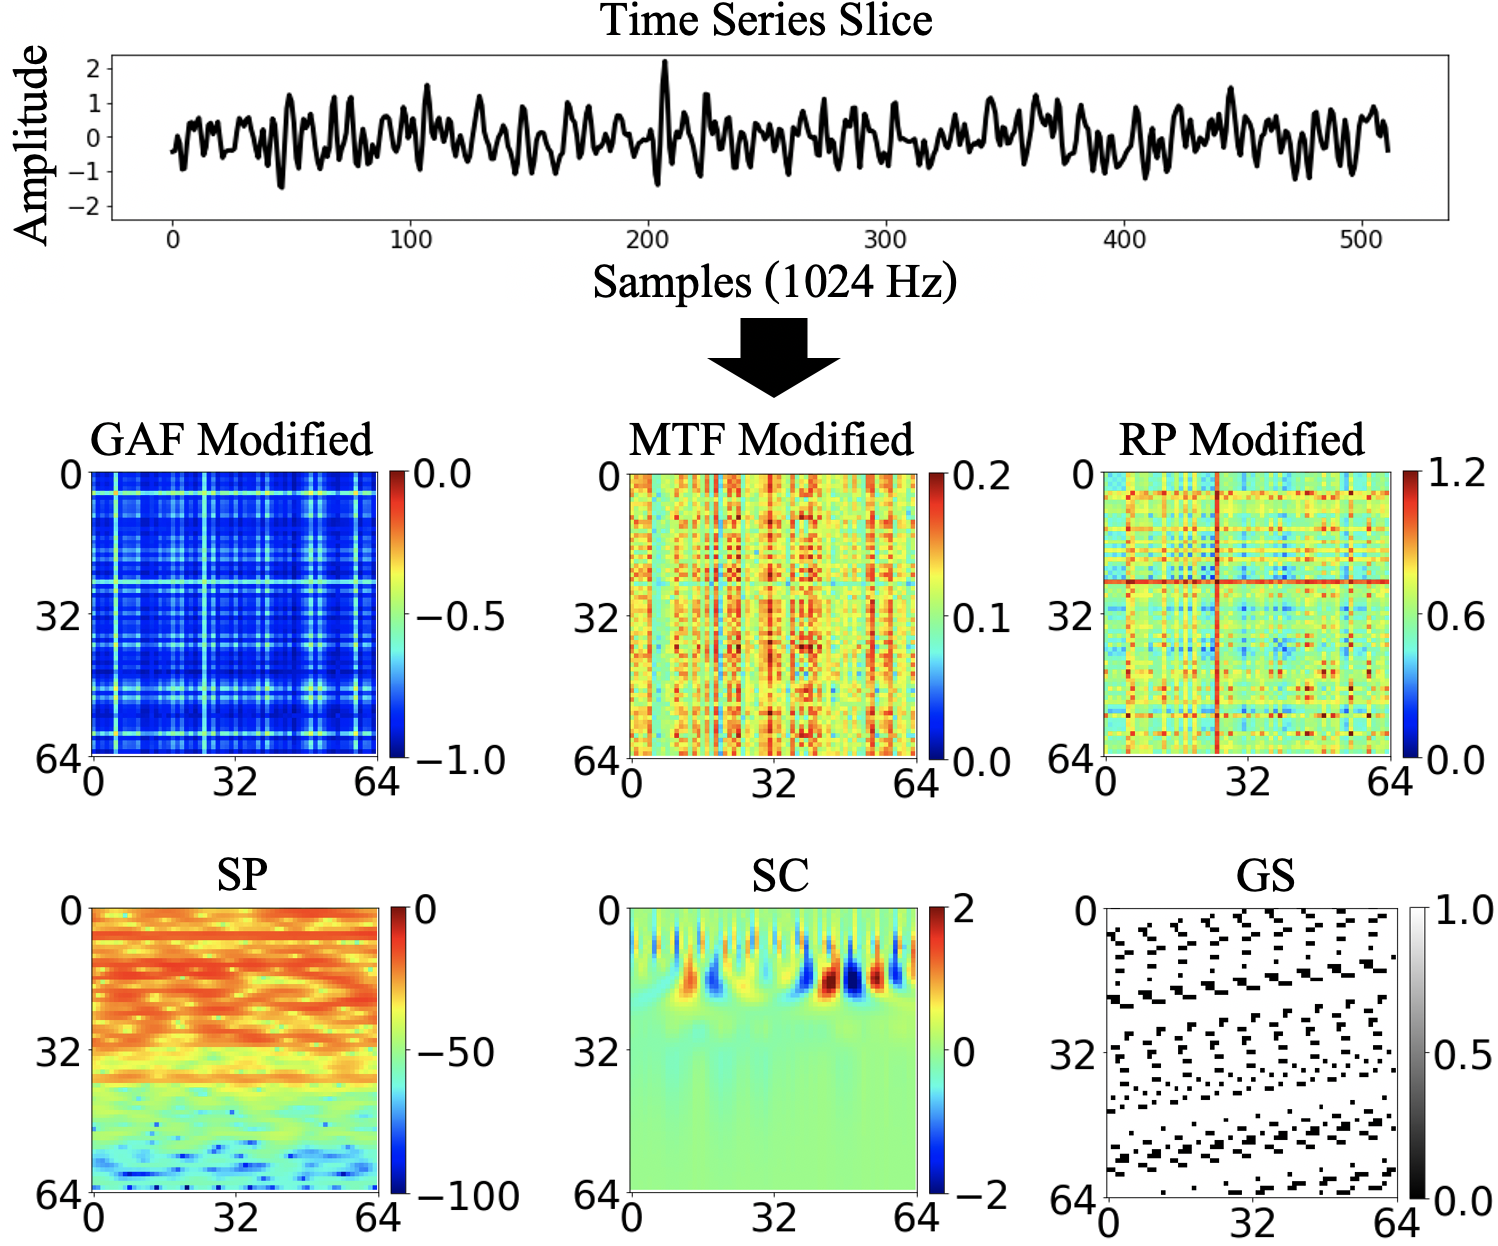 Time Series Slice
Amplitude
2
1
0
−1
−2
0 100 200 300 400 500
Samples (1024 Hz)
GAF Modified MTF Modified RP Modified
0 0.0 0 0.2 0 1.2
32 −0.5 32 0.1 32 0.6
64 −1.0 64 0.0 64 0.0
0 32 64 0 32 64 0 32 64
SP SC GS
0 0 0 2 0 1.0
32 −50 32 0 32 0.5
64 −100 64 −2 64 0.0
0 32 64 0 32 64 0 32 64